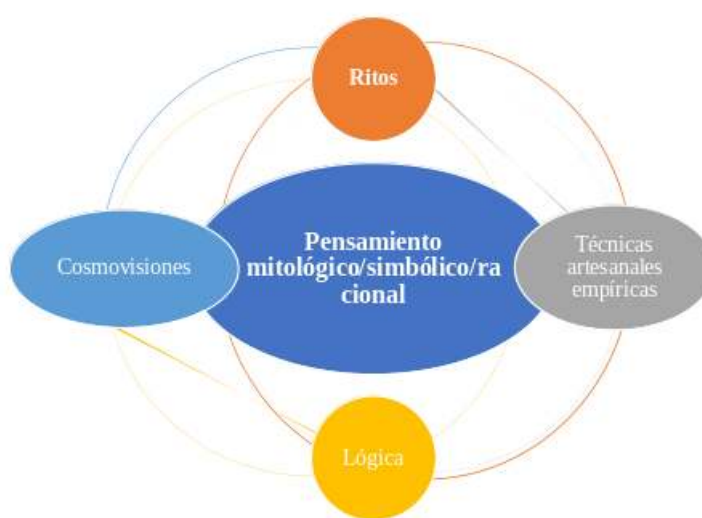 Ritos
Cosmovisiones
Pensamiento
mitológico/simbólico/ra
cional
Técnicas
artesanales
empíricas
Lógica